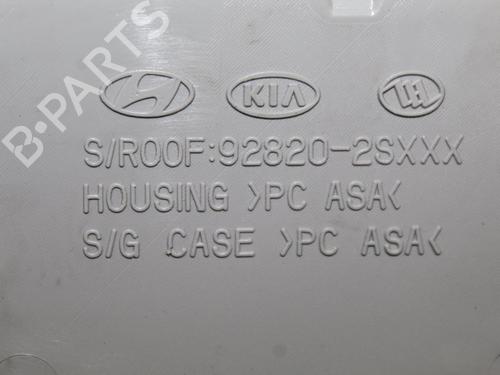 B-PARTS
KIA
S/ROOF:92820-2SXXX
HOUSING >PC ASA<
S/G CASE >PC ASA<